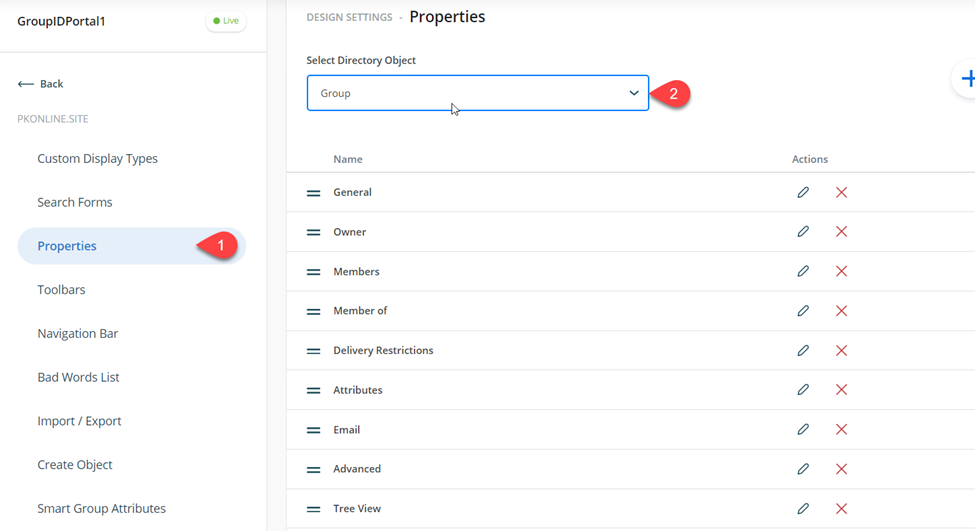 GroupIDPortal1
Live
Back
PKONLINE.SITE
Custom Display Types
Search Forms
Properties
1
Toolbars
Navigation Bar
Bad Words List
Import / Export
Create Object
Smart Group Attributes
DESIGN SETTINGS - Properties
Select Directory Object
Group
2
Name Actions
General
Owner
Members
Member of
Delivery Restrictions
Attributes
Email
Advanced
Tree View